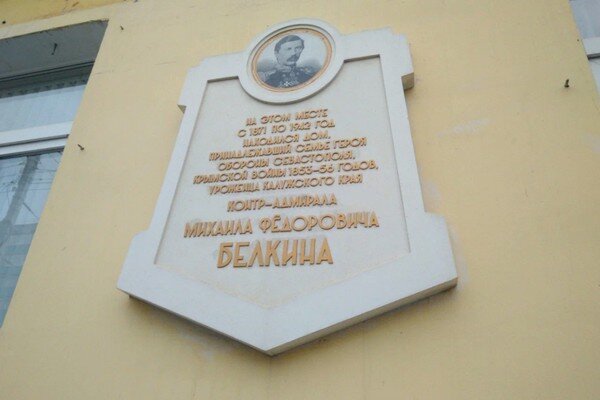 НА ЭТОМ МЕСТЕ
С 1871 ПО 1942 ГОД
НАХОДИЛСЯ ДОМ,
ПРИНАДЛЕЖАВШИЙ СЕМЬЕ ГЕРОЯ
ОБОРОНЫ СЕВАСТОПОЛЯ,
КРЫМСКОЙ ВОЙНЫ 1853-56 ГОДОВ,
УРОЖЕНЦА КАЛУЖСКОГО КРАЯ
КОНТР-АДМИРАЛА
МИХАИЛА ФЁДОРОВИЧА
БЕЛКИНА